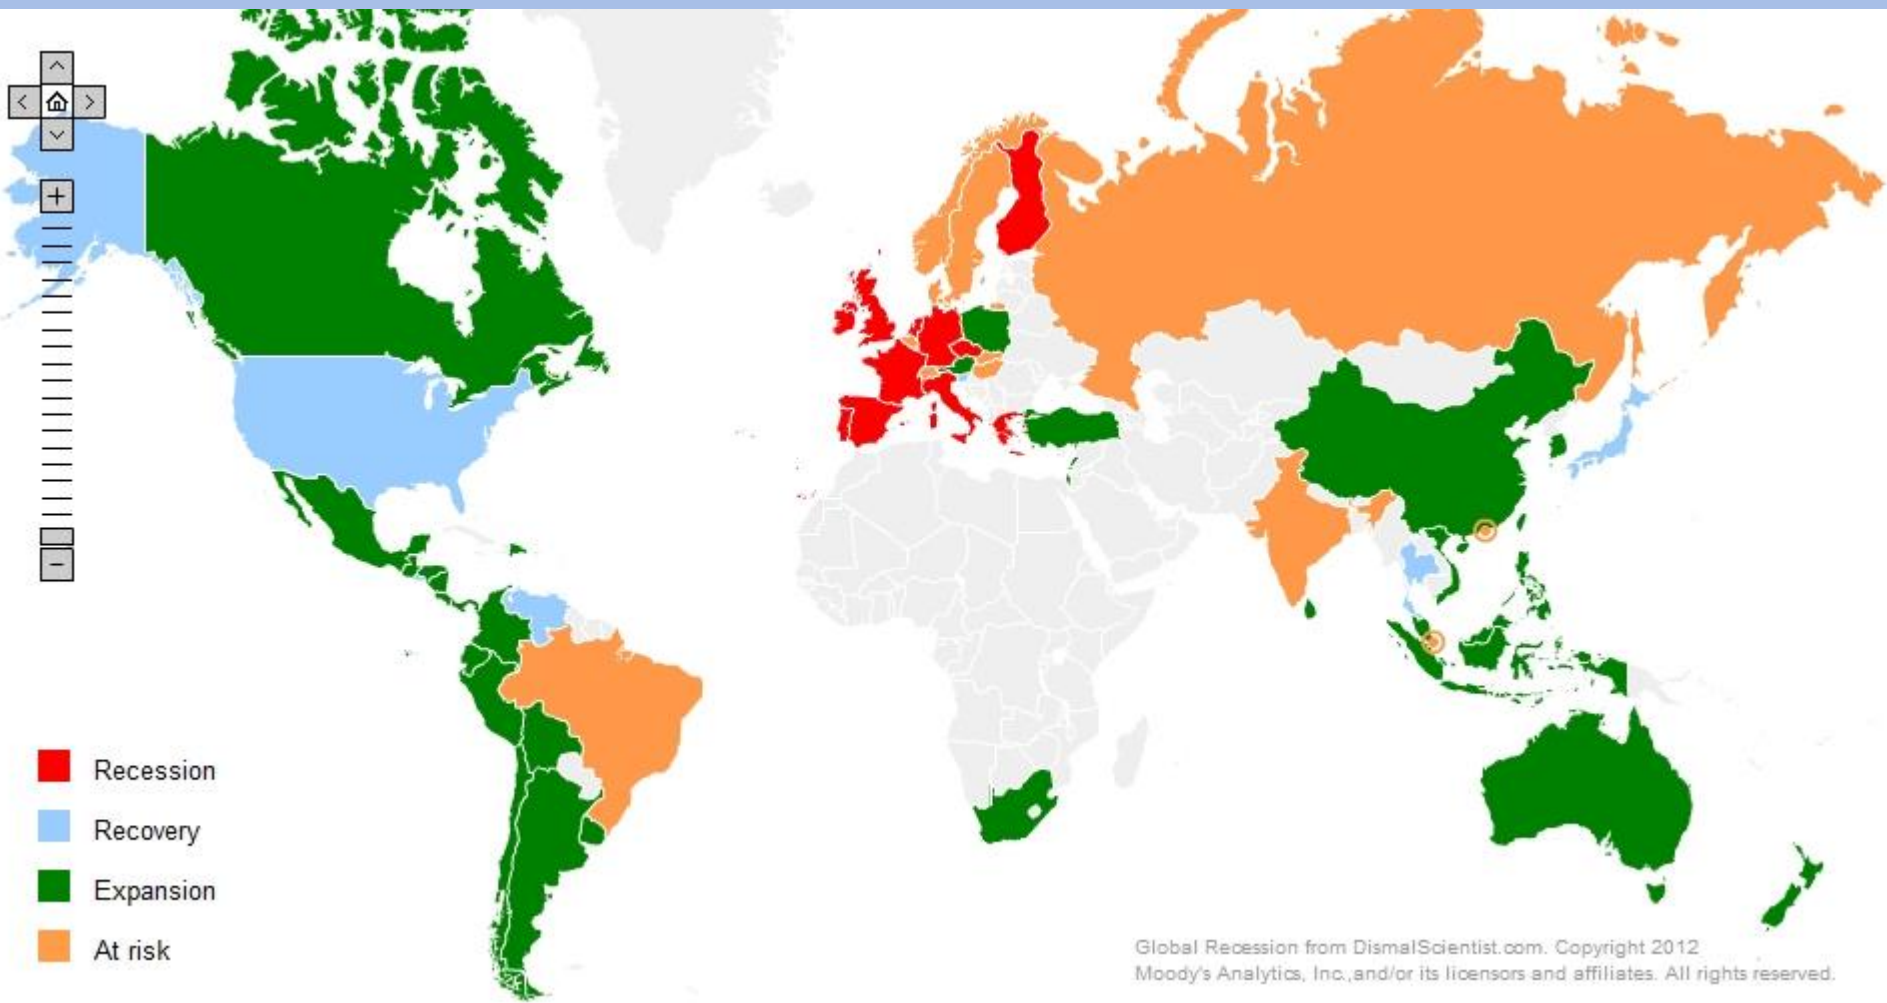 Recession
Recovery
Expansion
At risk
Global Recession from DismalScientist.com. Copyright 2012
Moody's Analytics, Inc.,and/or its licensors and affiliates. All rights reserved.